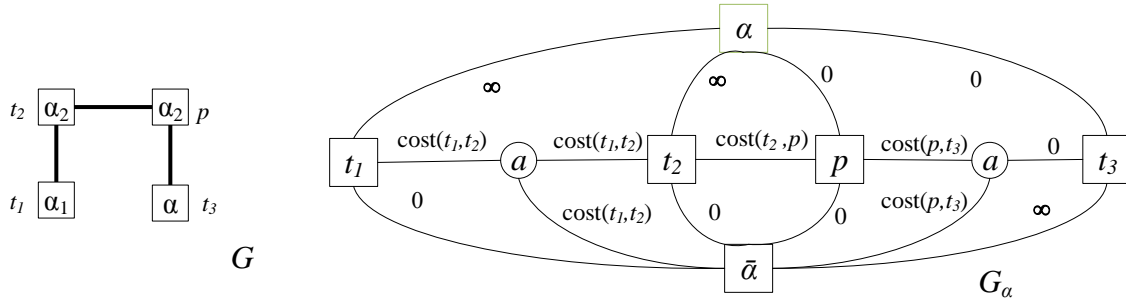 t₂ α₂ α₂ p
t₁ α₁ α t₃
G
α
∞ ∞ 0 0
cost(t₁,t₂) cost(t₁,t₂) cost(t₂ ,p) cost(p,t₃) 0
t₁ a t₂ p a t₃
0 cost(t₁,t₂) 0 0 cost(p,t₃) ∞
ᾱ
Gα